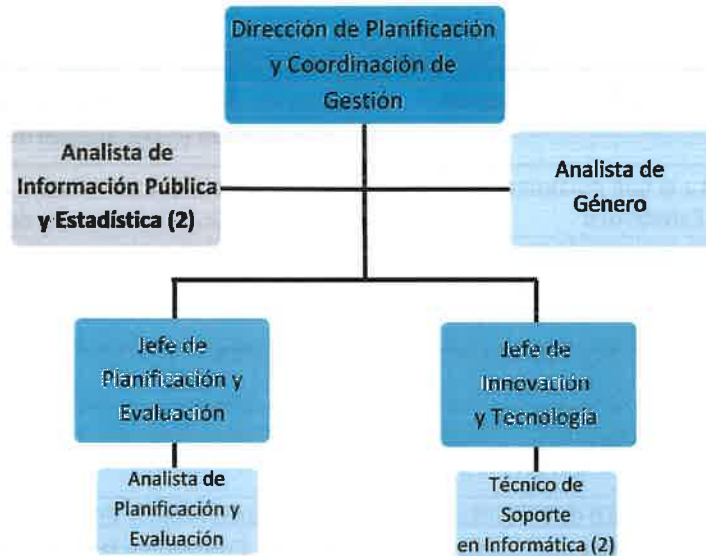 Dirección de Planificación
y Coordinación de
Gestión
Analista de
Información Pública
y Estadística (2)
Analista de
Género
Jefe de
Planificación y
Evaluación
Jefe de
Innovación
y Tecnología
Analista de
Planificación y
Evaluación
Técnico de
Soporte
en Informática (2)